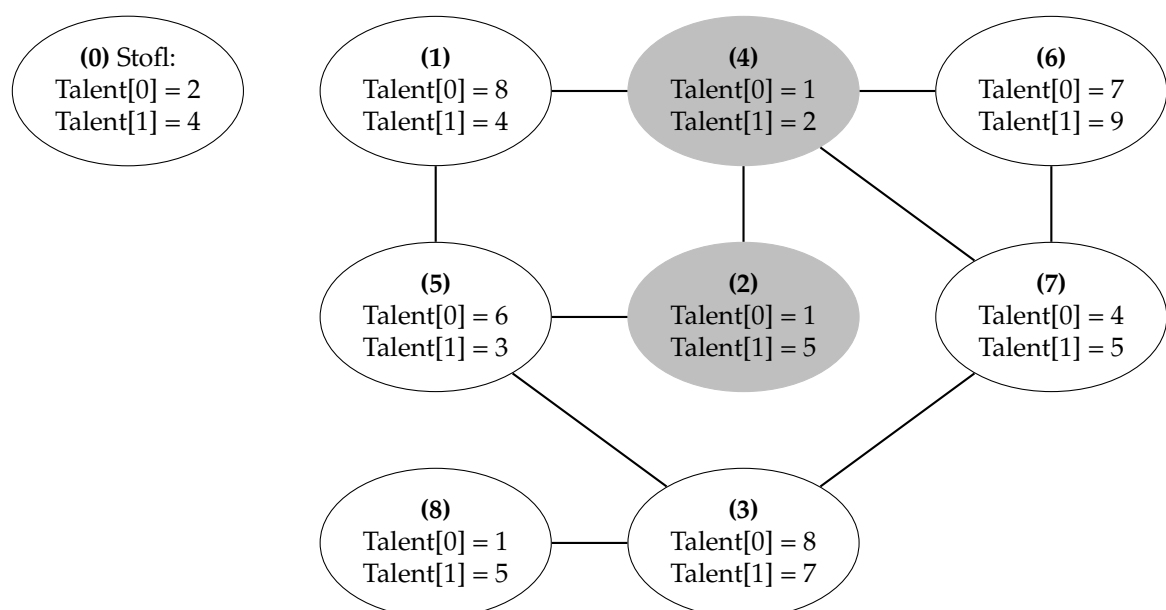 (0) Stofl:
Talent[0] = 2
Talent[1] = 4
(1)
Talent[0] = 8
Talent[1] = 4
(4)
Talent[0] = 1
Talent[1] = 2
(6)
Talent[0] = 7
Talent[1] = 9
(5)
Talent[0] = 6
Talent[1] = 3
(2)
Talent[0] = 1
Talent[1] = 5
(7)
Talent[0] = 4
Talent[1] = 5
(8)
Talent[0] = 1
Talent[1] = 5
(3)
Talent[0] = 8
Talent[1] = 7